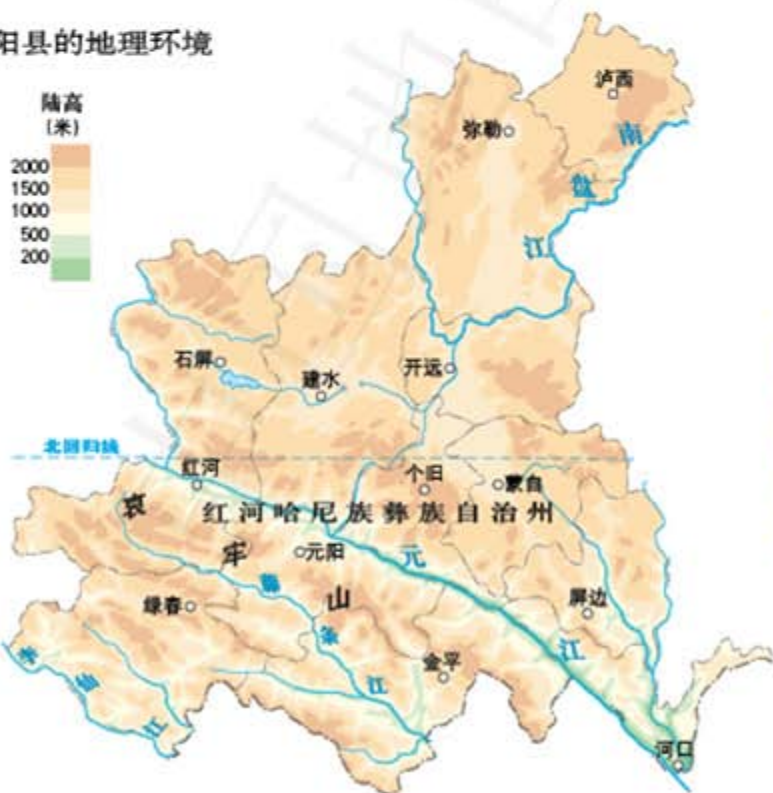 阳县的地理环境
陆高
(米)
2000
1500
1000
500
200
泸西
弥勒
南
盘
江
石屏
建水
开远
北回归线
红河
个旧
蒙自
哀
红河哈尼族彝族自治州
牢
元阳
元
藤
山
绿春
屏边
条
江
李
金平
仙
江
江
河口